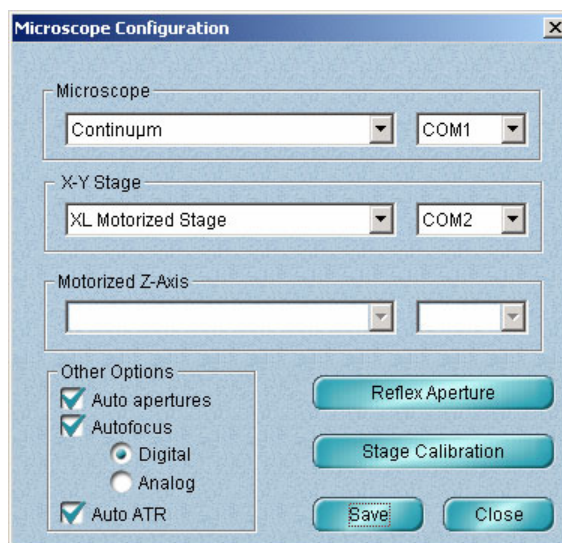 Microscope Configuration
Microscope
Continuµm COM1
X-Y Stage
XL Motorized Stage COM2
Motorized Z-Axis
Other Options
Auto apertures
Autofocus
Digital
Analog
Auto ATR
Reflex Aperture
Stage Calibration
Save Close